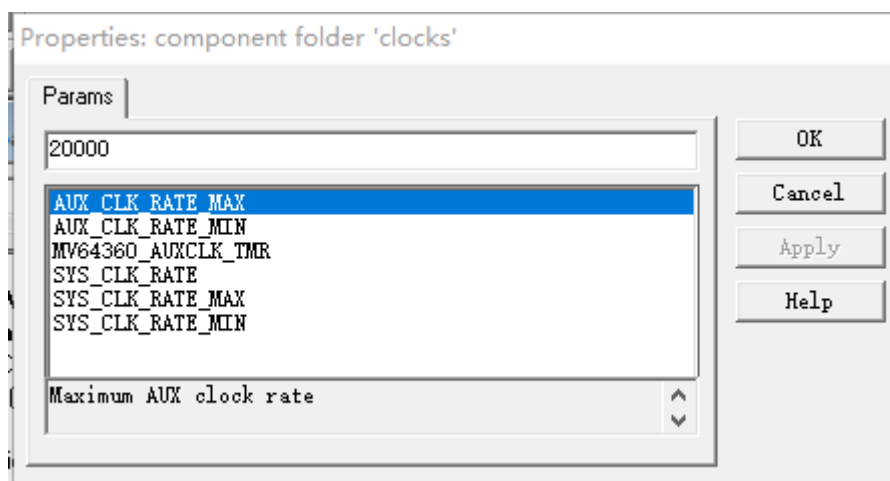 Properties: component folder 'clocks'
Params
20000
OK
AUX_CLK_RATE_MAX
Cancel
AUX_CLK_RATE_MIN
MV64360_AUXCLK_TMR
Apply
SYS_CLK_RATE
SYS_CLK_RATE_MAX
Help
SYS_CLK_RATE_MIN
Maximum AUX clock rate